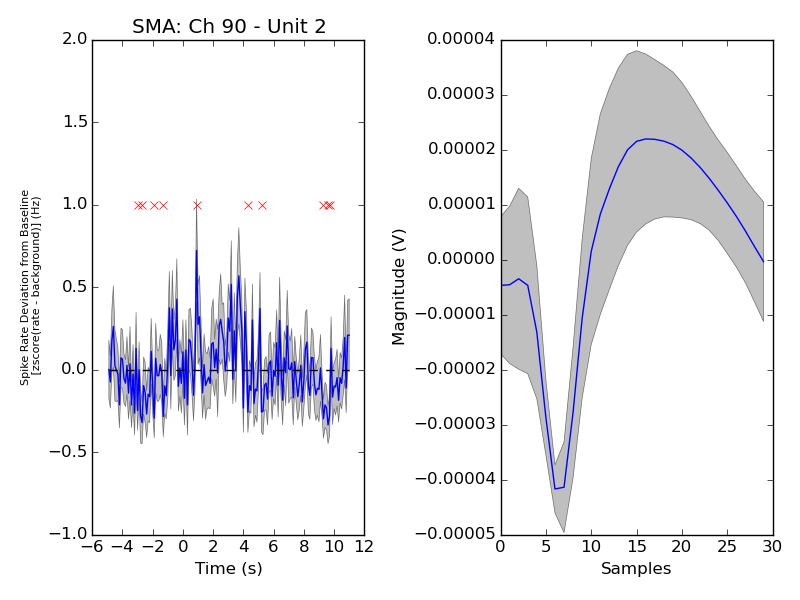 SMA: Ch 90 - Unit 2
2.0
1.5
1.0
0.5
0.0
−0.5
−1.0
−6 −4 −2 0 2 4 6 8 10 12
Time (s)
Spike Rate Deviation from Baseline
[zscore(rate - background)] (Hz)
0.00004
0.00003
0.00002
0.00001
0.00000
−0.00001
−0.00002
−0.00003
−0.00004
−0.00005
0 5 10 15 20 25 30
Samples
Magnitude (V)